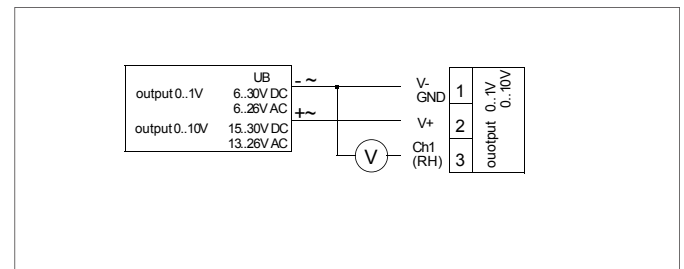 UB
output 0..1V
6..30V DC
6..26V AC
output 0..10V
15..30V DC
13..26V AC
- ~
+~
V
V-
GND
V+
Ch1
(RH)
1
2
3
ouotput 0..1V
0..10V